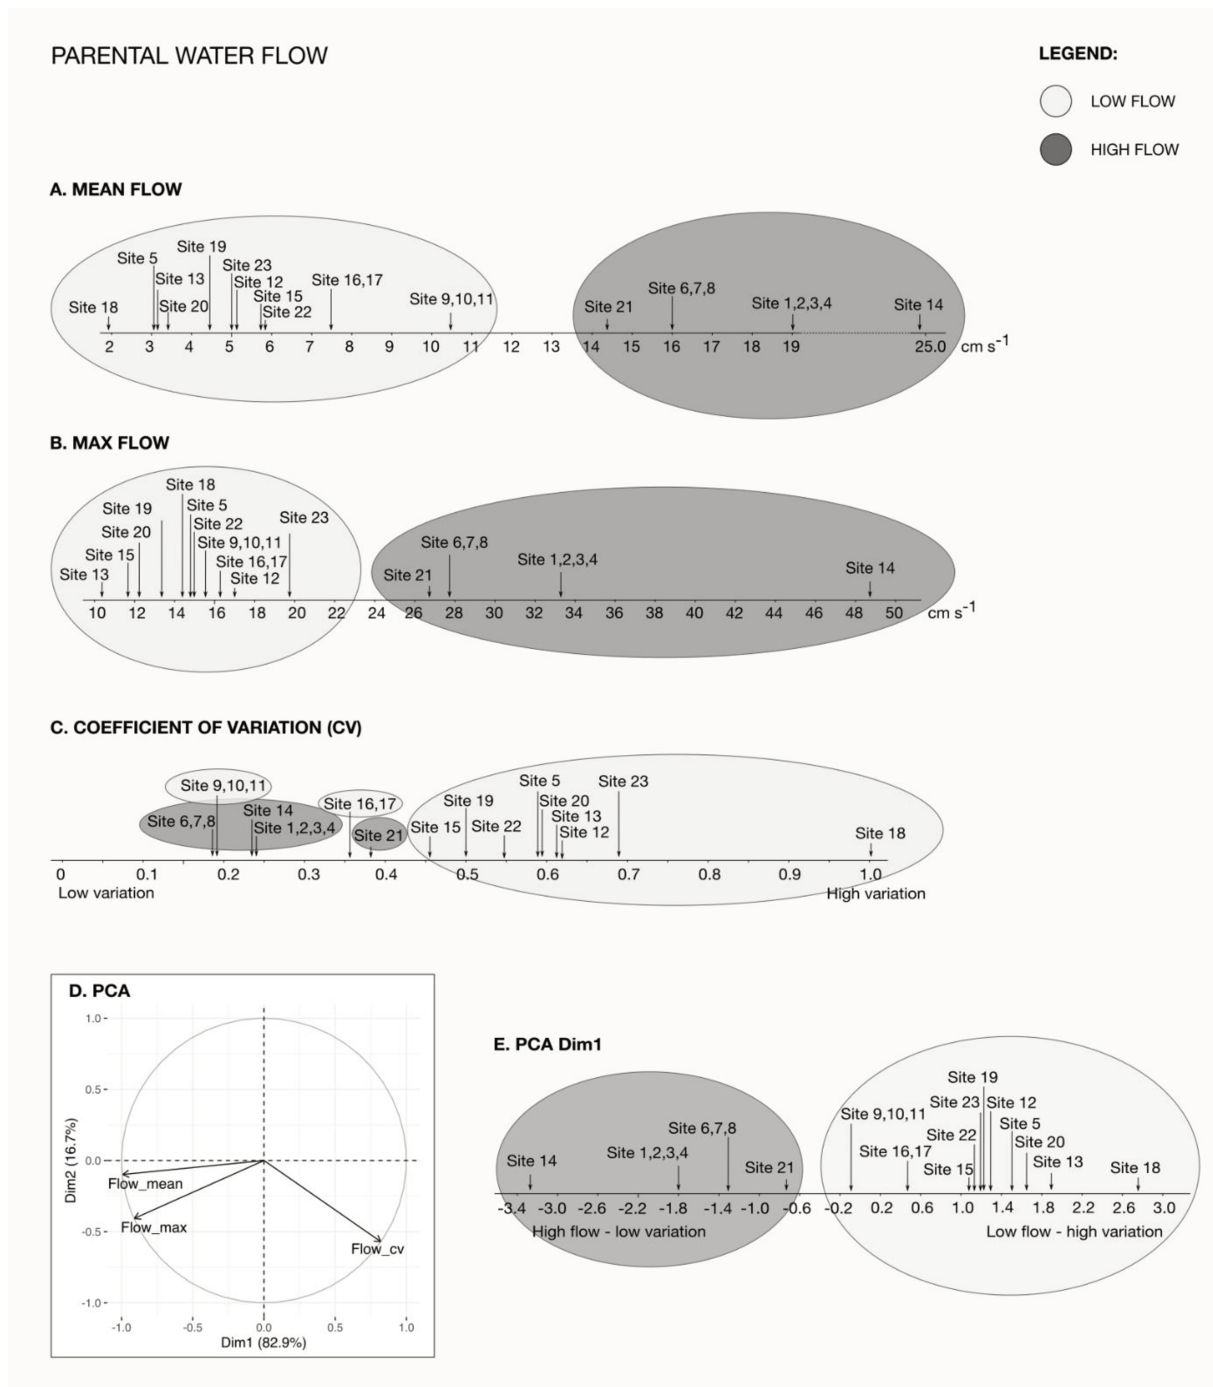 PARENTAL WATER FLOW
LEGEND:
LOW FLOW
HIGH FLOW
A. MEAN FLOW
Site 19
Site 5
Site 23
Site 13
Site 12
Site 16,17
Site 6,7,8
Site 15
Site 9,10,11
Site 18
Site 20
Site 22
Site 21
Site 1,2,3,4
Site 14
2 3 4 5 6 7 8 9 10 11 12 13 14 15 16 17 18 19 25.0 cm s-1
B. MAX FLOW
Site 18
Site 19
Site 5
Site 23
Site 22
Site 20
Site 9,10,11
Site 6,7,8
Site 15
Site 16,17
Site 1,2,3,4
Site 13
Site 12
Site 21
Site 14
10 12 14 16 18 20 22 24 26 28 30 32 34 36 38 40 42 44 46 48 50 cm s-1
C. COEFFICIENT OF VARIATION (CV)
Site 9,10,11
Site 5
Site 23
Site 16,17
Site 19
Site 20
Site 14
Site 13
Site 6,7,8
Site 1,2,3,4
Site 21
Site 15
Site 22
Site 12
Site 18
0 0.1 0.2 0.3 0.4 0.5 0.6 0.7 0.8 0.9 1.0
Low variation
High variation
D. PCA
1.0
0.5
0.0
-0.5
-1.0
Dim2 (16.7%)
Flow_mean
Flow_max
Flow_cv
-1.0 -0.5 0.0 0.5 1.0
Dim1 (82.9%)
E. PCA Dim1
Site 19
Site 23
Site 12
Site 9,10,11
Site 6,7,8
Site 5
Site 22
Site 20
Site 1,2,3,4
Site 16,17
Site 14
Site 21
Site 15
Site 13
Site 18
-3.4 -3.0 -2.6 -2.2 -1.8 -1.4 -1.0 -0.6 -0.2 0.2 0.6 1.0 1.4 1.8 2.2 2.6 3.0
High flow - low variation
Low flow - high variation